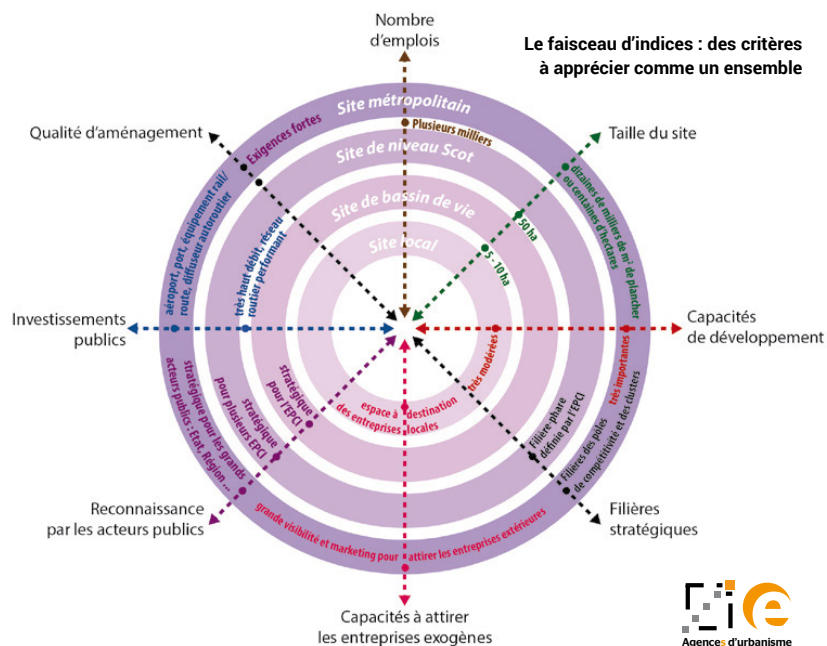 Le faisceau d'indices : des critères
à apprécier comme un ensemble
Nombre
d'emplois
Qualité d'aménagement
Taille du site
Investissements
publics
Capacités
de développement
Reconnaissance
par les acteurs publics
Filières
stratégiques
Capacités à attirer
les entreprises exogènes
Site métropolitain
Site de niveau Scot
Site de bassin de vie
Site local
Exigences fortes
Plusieurs milliers
dizaines de milliers de m² de plancher
ou centaines d'hectares
50 ha
5 - 10 ha
aéroport, port, équipement rail/
route, diffuseur autoroutier
très haut débit, réseau
routier performant
très modérées
très importantes
stratégique pour les grands
acteurs publics : Etat, Région ...
stratégique
pour plusieurs EPCI
stratégique
pour l'EPCI
espace à destination
des entreprises locales
Filière-phare
définie par l'EPCI
Filières des pôles
de compétitivité et des clusters
grande visibilité et marketing pour attirer les entreprises extérieures
ie
Agences d'urbanisme